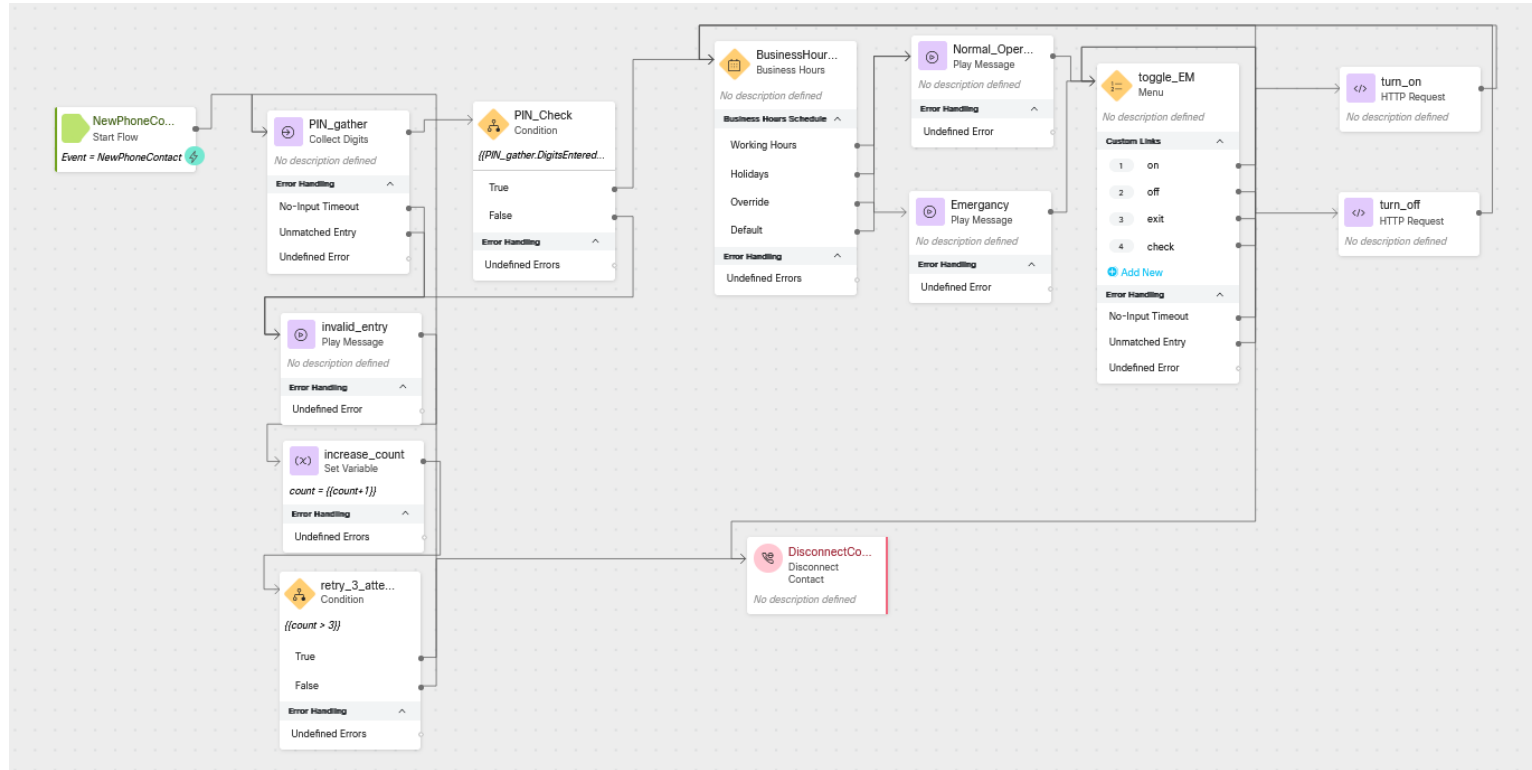 NewPhoneCo...
Start Flow
Event = NewPhoneContact
PIN_gather
Collect Digits
No description defined
Error Handling
No-Input Timeout
Unmatched Entry
Undefined Error
PIN_Check
Condition
{{PIN_gather.DigitsEntered...
True
False
Error Handling
Undefined Errors
invalid_entry
Play Message
No description defined
Error Handling
Undefined Error
increase_count
Set Variable
count = {{count+1}}
Error Handling
Undefined Errors
retry_3_atte...
Condition
{{count > 3}}
True
False
Error Handling
Undefined Errors
BusinessHour...
Business Hours
No description defined
Business Hours Schedule
Working Hours
Holidays
Override
Default
Error Handling
Undefined Errors
Normal_Oper...
Play Message
No description defined
Error Handling
Undefined Error
Emergancy
Play Message
No description defined
Error Handling
Undefined Error
toggle_EM
Menu
No description defined
Custom Links
1 on
2 off
3 exit
4 check
Add New
Error Handling
No-Input Timeout
Unmatched Entry
Undefined Error
turn_on
HTTP Request
No description defined
turn_off
HTTP Request
No description defined
DisconnectCo...
Disconnect
Contact
No description defined